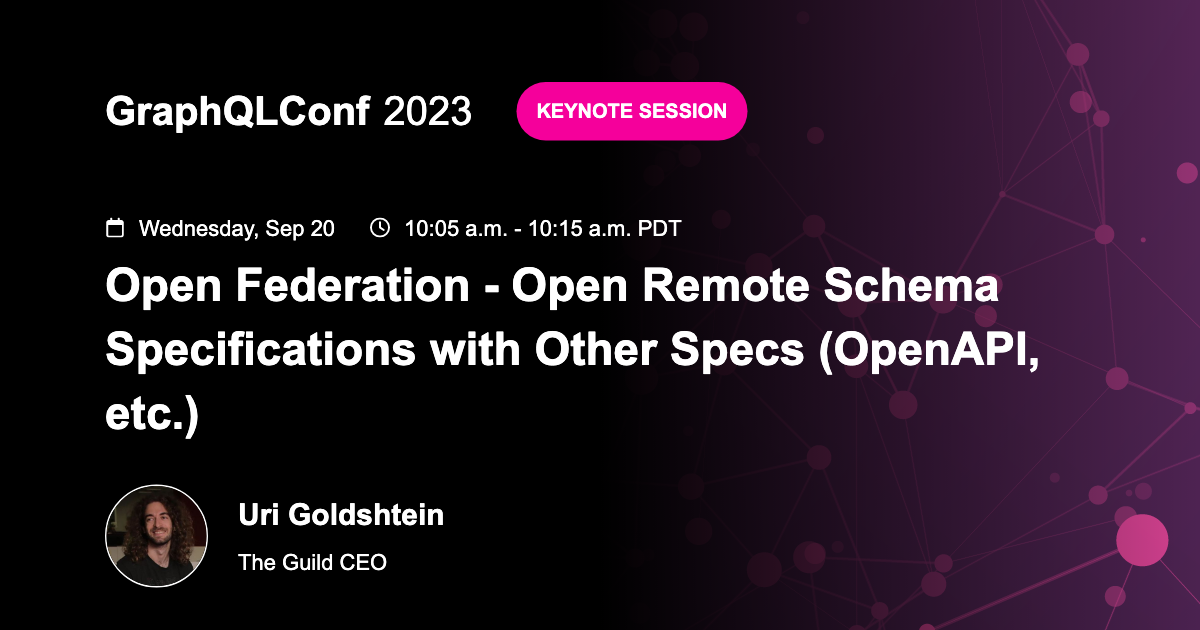 GraphQLConf 2023
KEYNOTE SESSION
Wednesday, Sep 20
10:05 a.m. - 10:15 a.m. PDT
Open Federation - Open Remote Schema
Specifications with Other Specs (OpenAPI,
etc.)
Uri Goldshtein
The Guild CEO